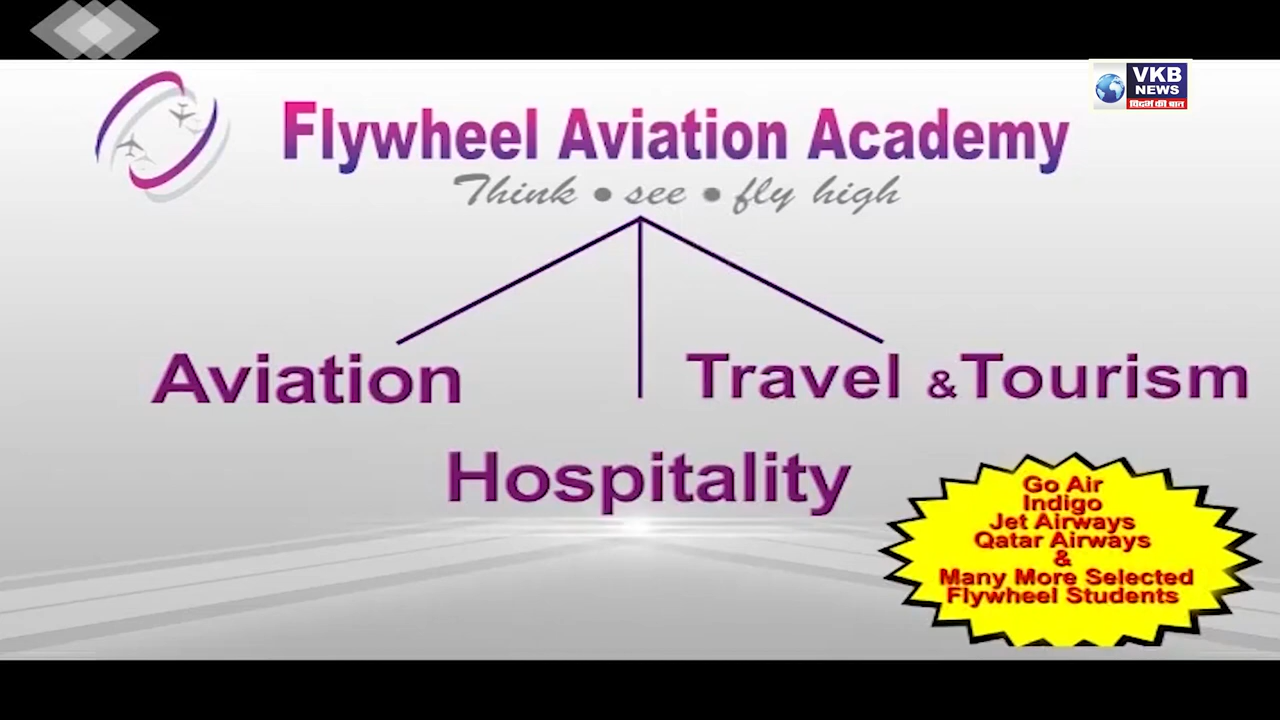 VKB
NEWS
विदर्भ की बात
Flywheel Aviation Academy
Think • see • fly high
Aviation
Travel & Tourism
Hospitality
Go Air
Indigo
Jet Airways
Qatar Airways
&
Many More Selected
Flywheel Students